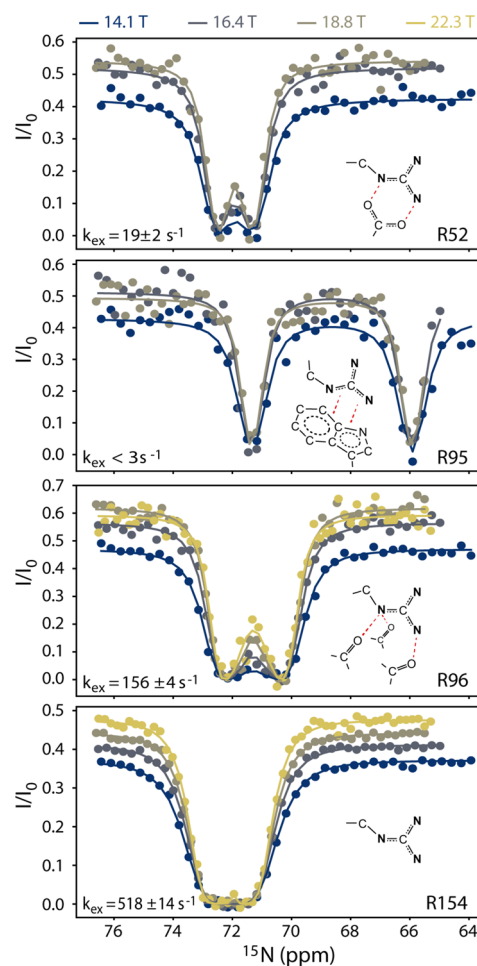 14.1 T 16.4 T 18.8 T 22.3 T
I/I₀
0.6
0.5
0.4
0.3
0.2
0.1
0.0
C
N C N
N
O
C O
kex = 19±2 s⁻¹
R52
I/I₀
0.6
0.5
0.4
0.3
0.2
0.1
0.0
C N
N C N
C
C C N
C C C
C C
kex < 3s⁻¹
R95
I/I₀
0.7
0.6
0.5
0.4
0.3
0.2
0.1
0.0
C N
N C N
O O
C C
C O
kex = 156 ±4 s⁻¹
R96
I/I₀
0.5
0.4
0.3
0.2
0.1
0.0
C N
N C N
kex = 518 ±14 s⁻¹
R154
76 74 72 70 68 66 64
¹⁵N (ppm)